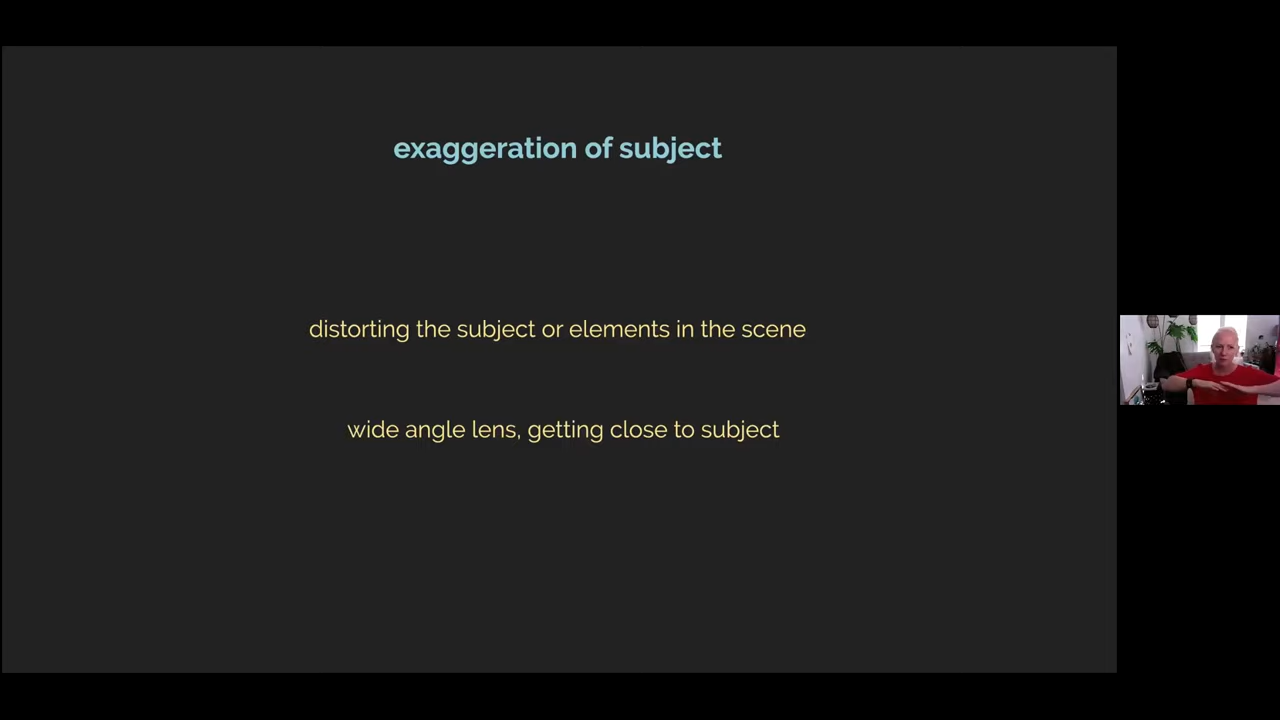 exaggeration of subject
distorting the subject or elements in the scene
wide angle lens, getting close to subject